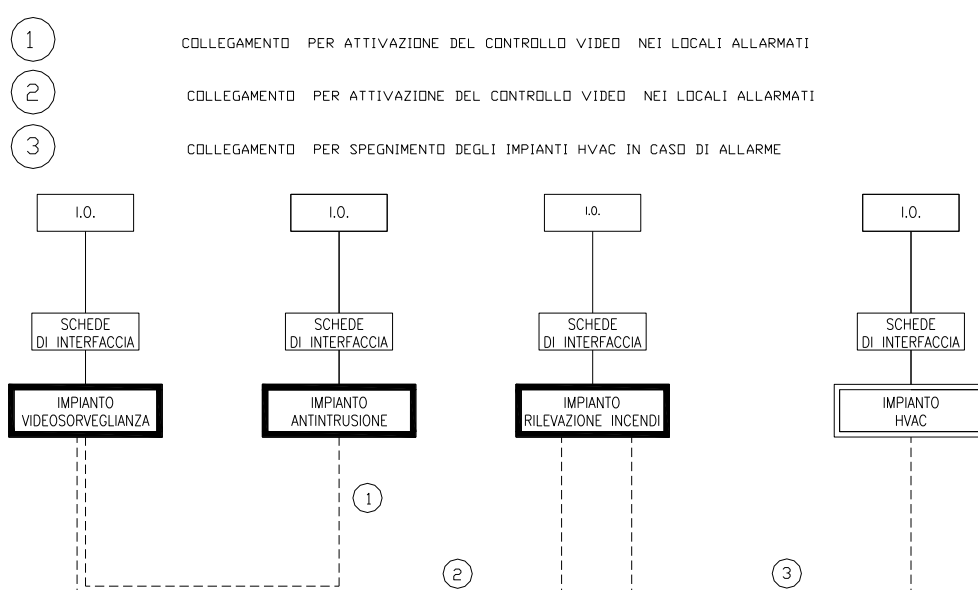 1 COLLEGAMENTO PER ATTIVAZIONE DEL CONTROLLO VIDEO NEI LOCALI ALLARMATI
2 COLLEGAMENTO PER ATTIVAZIONE DEL CONTROLLO VIDEO NEI LOCALI ALLARMATI
3 COLLEGAMENTO PER SPEGNIMENTO DEGLI IMPIANTI HVAC IN CASO DI ALLARME
I.O.
I.O.
I.O.
I.O.
SCHEDE
DI INTERFACCIA
SCHEDE
DI INTERFACCIA
SCHEDE
DI INTERFACCIA
SCHEDE
DI INTERFACCIA
IMPIANTO
VIDEOSORVEGLIANZA
IMPIANTO
ANTINTRUSIONE
IMPIANTO
RILEVAZIONE INCENDI
IMPIANTO
HVAC
1
2
3